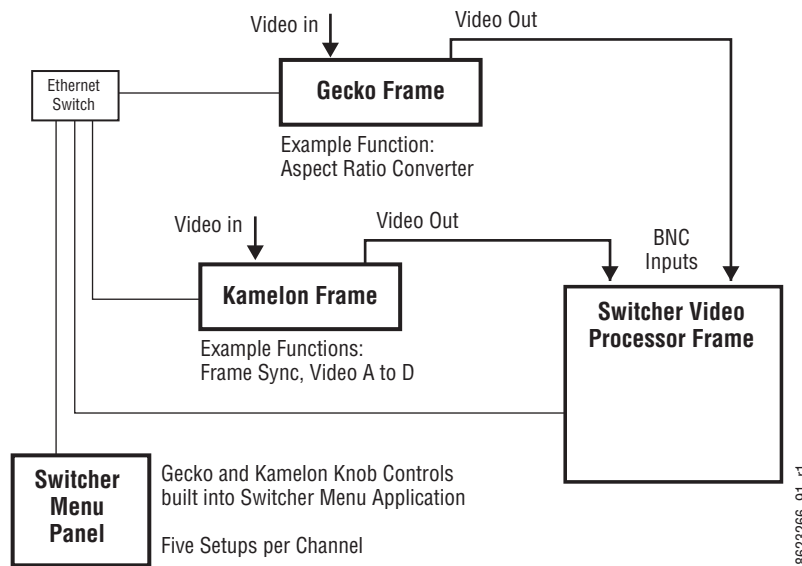 Video in
Video Out
Ethernet
Switch
Gecko Frame
Example Function:
Aspect Ratio Converter
Video in
Video Out
BNC
Inputs
Kamelon Frame
Switcher Video
Processor Frame
Example Functions:
Frame Sync, Video A to D
Switcher
Menu
Panel
Gecko and Kamelon Knob Controls
built into Switcher Menu Application
Five Setups per Channel
8623266_91_r1